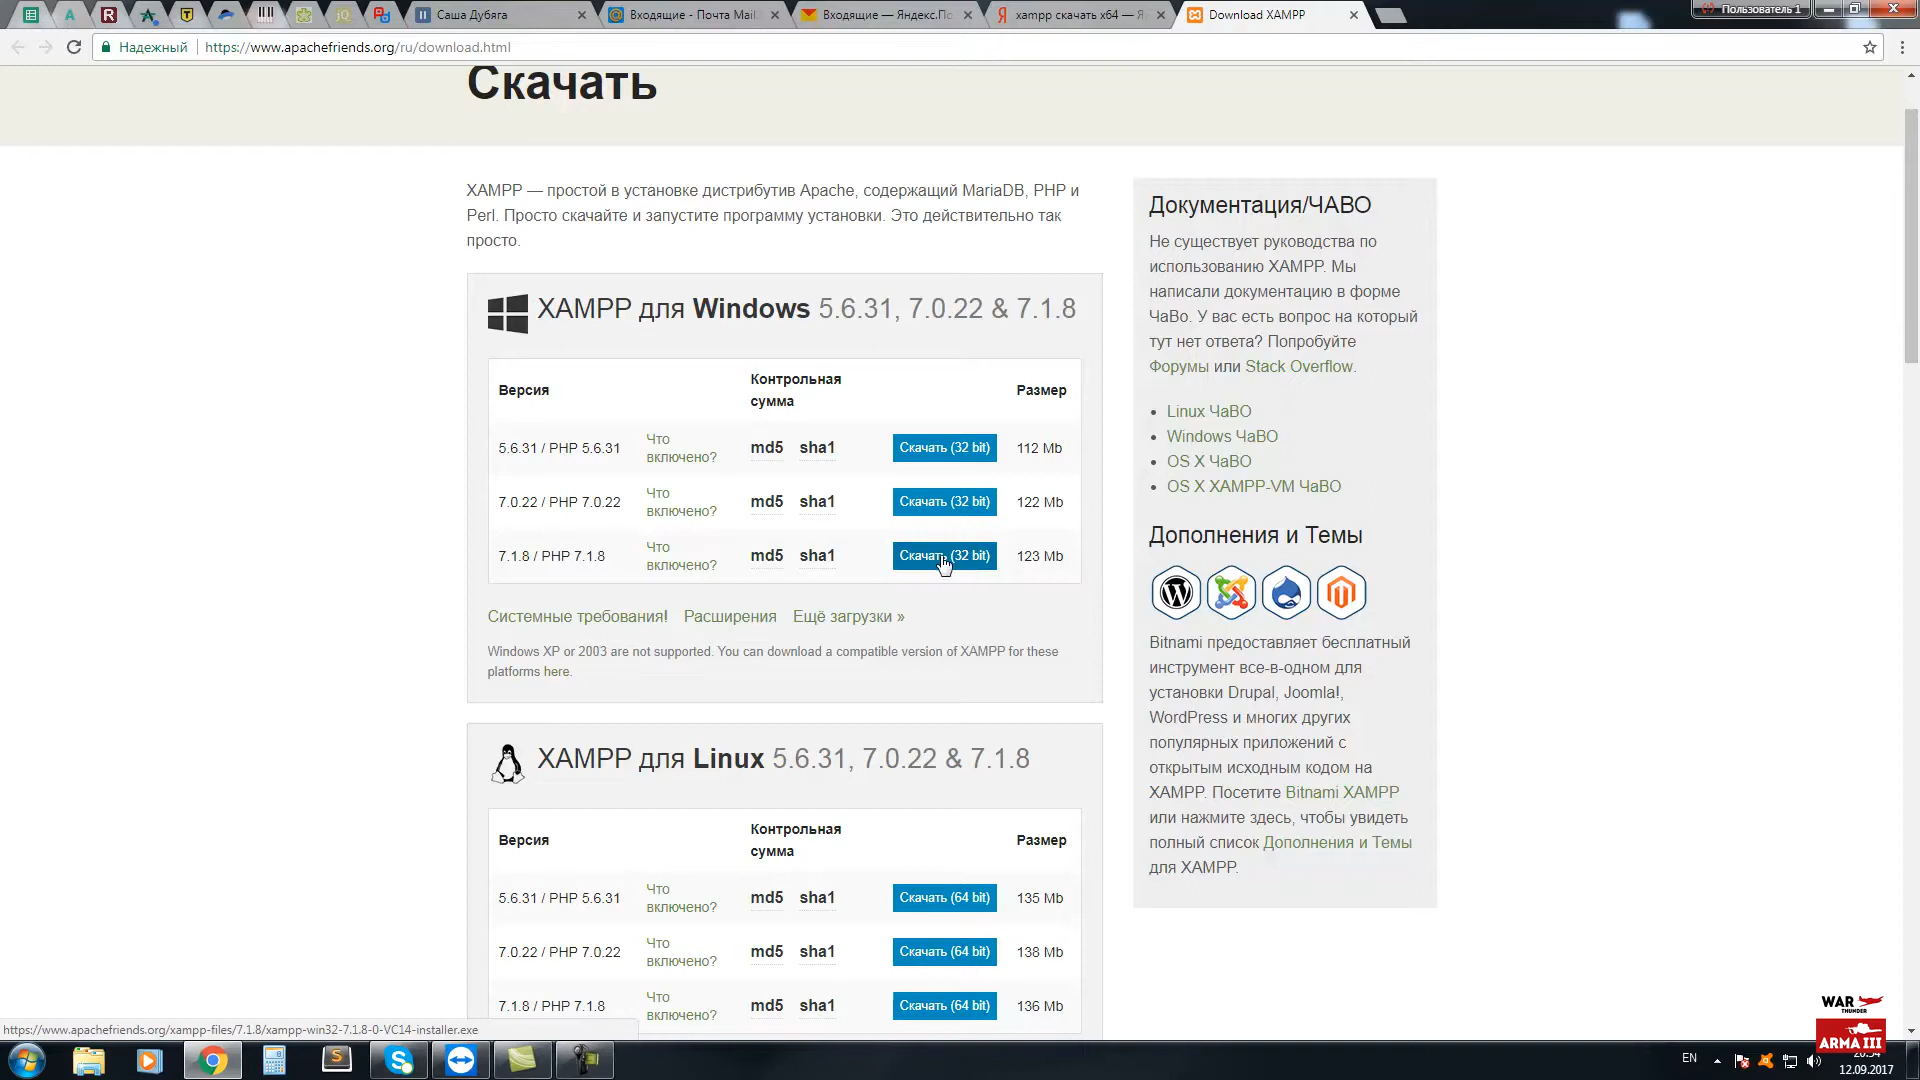 Саша Дубяга
Входящие - Почта Mail
Входящие — Яндекс.По
xampp скачать x64 — Я
Download XAMPP
Пользователь 1
Надежный
https://www.apachefriends.org/ru/download.html
Скачать
XAMPP — простой в установке дистрибутив Apache, содержащий MariaDB, PHP и
Perl. Просто скачайте и запустите программу установки. Это действительно так
просто.
XAMPP для Windows 5.6.31, 7.0.22 & 7.1.8
Версия
Контрольная
сумма
Размер
5.6.31 / PHP 5.6.31
Что
включено?
md5 sha1
Скачать (32 bit)
112 Mb
7.0.22 / PHP 7.0.22
Что
включено?
md5 sha1
Скачать (32 bit)
122 Mb
7.1.8 / PHP 7.1.8
Что
включено?
md5 sha1
Скачать (32 bit)
123 Mb
Системные требования! Расширения Ещё загрузки »
Windows XP or 2003 are not supported. You can download a compatible version of XAMPP for these
platforms here.
XAMPP для Linux 5.6.31, 7.0.22 & 7.1.8
Версия
Контрольная
сумма
Размер
5.6.31 / PHP 5.6.31
Что
включено?
md5 sha1
Скачать (64 bit)
135 Mb
7.0.22 / PHP 7.0.22
Что
включено?
md5 sha1
Скачать (64 bit)
138 Mb
7.1.8 / PHP 7.1.8
Что
включено?
md5 sha1
Скачать (64 bit)
136 Mb
Документация/ЧАВО
Не существует руководства по
использованию XAMPP. Мы
написали документацию в форме
ЧаВо. У вас есть вопрос на который
тут нет ответа? Попробуйте
Форумы или Stack Overflow.
Linux ЧаВО
Windows ЧаВО
OS X ЧаВО
OS X XAMPP-VM ЧаВО
Дополнения и Темы
Bitnami предоставляет бесплатный
инструмент все-в-одном для
установки Drupal, Joomla!,
WordPress и многих других
популярных приложений с
открытым исходным кодом на
XAMPP. Посетите Bitnami XAMPP
или нажмите здесь, чтобы увидеть
полный список Дополнения и Темы
для XAMPP.
https://www.apachefriends.org/xampp-files/7.1.8/xampp-win32-7.1.8-0-VC14-installer.exe
WAR
THUNDER
ARMA III
EN
12.09.2017